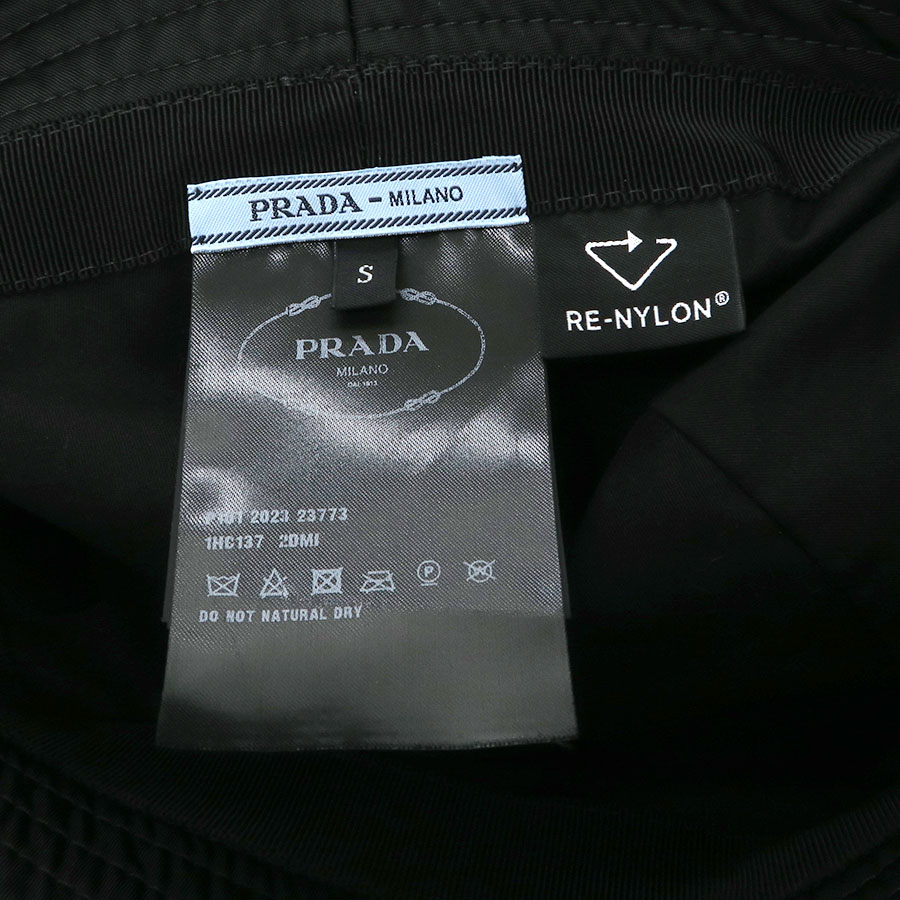 PRADA - MILANO
S
RE-NYLON®
PRADA
MILANO
DAL 1913
2023 23773
1HC137 2DMI
DO NOT NATURAL DRY